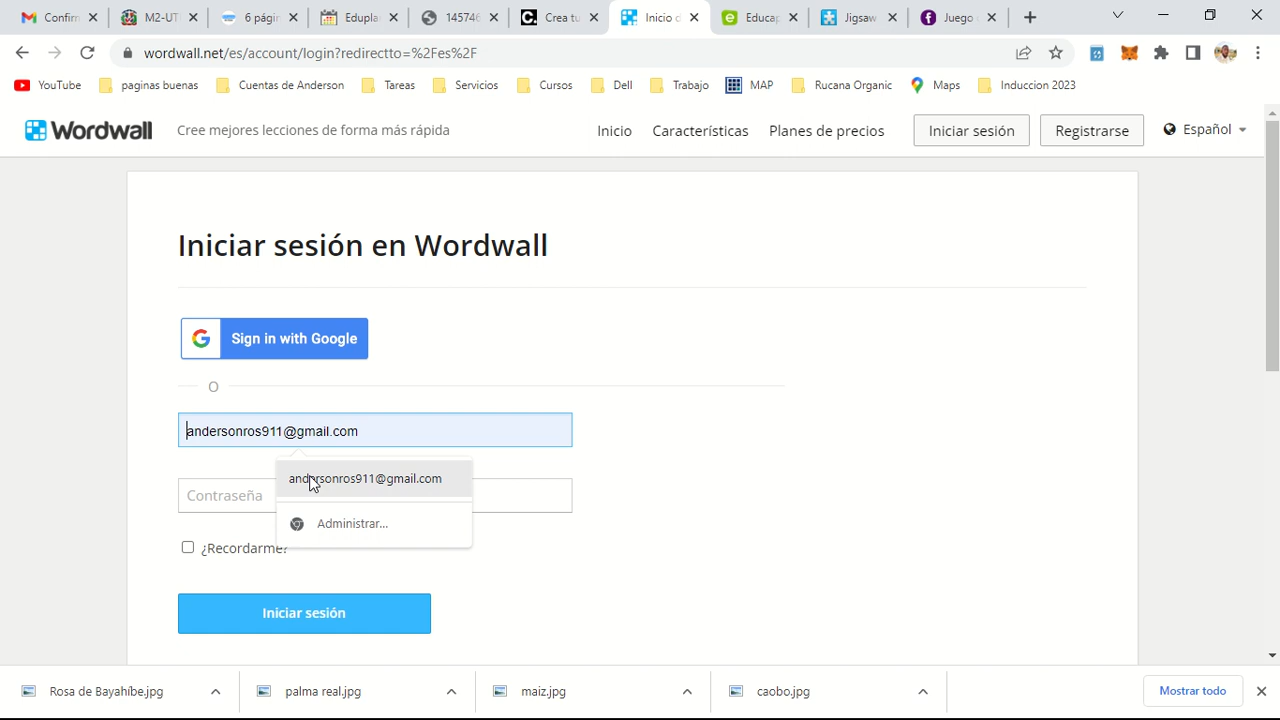 Confirm
M2-UT
6 págin
Edupla
145746
Crea tu
Inicio d
Educap
Jigsaw
Juego
wordwall.net/es/account/login?redirectto=%2Fes%2F
YouTube
paginas buenas
Cuentas de Anderson
Tareas
Servicios
Cursos
Dell
Trabajo
MAP
Rucana Organic
Maps
Induccion 2023
Wordwall
Cree mejores lecciones de forma más rápida
Inicio
Características
Planes de precios
Iniciar sesión
Registrarse
Español
Iniciar sesión en Wordwall
Sign in with Google
O
andersonros911@gmail.com
andersonros911@gmail.com
Contraseña
Administrar...
¿Recordarme?
Iniciar sesión
Rosa de Bayahíbe.jpg
palma real.jpg
maiz.jpg
caobo.jpg
Mostrar todo